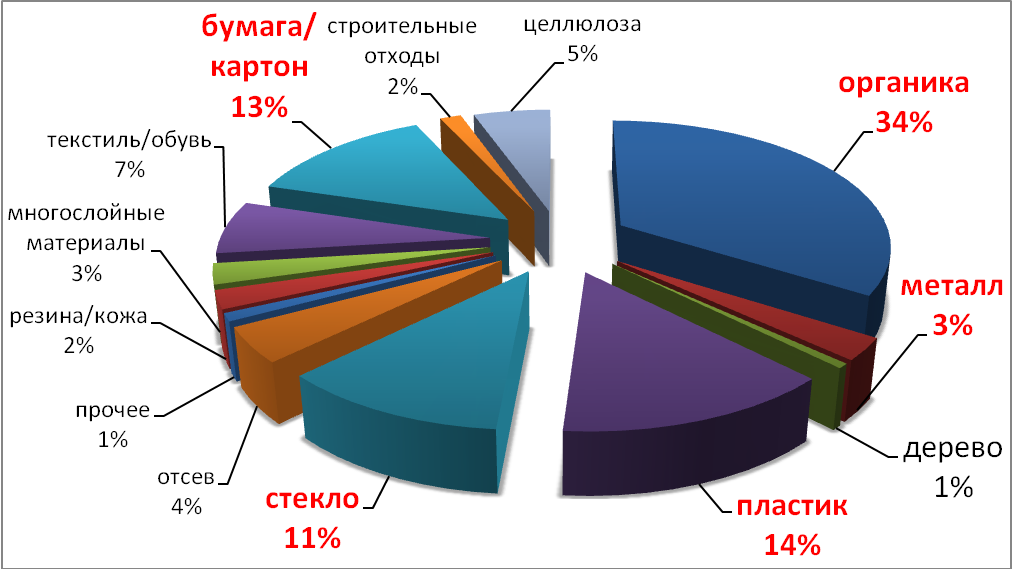 бумага/
картон
13%
строительные
отходы
2%
целлюлоза
5%
органика
34%
металл
3%
дерево
1%
пластик
14%
стекло
11%
отсев
4%
прочее
1%
резина/кожа
2%
многослойные
материалы
3%
текстиль/обувь
7%